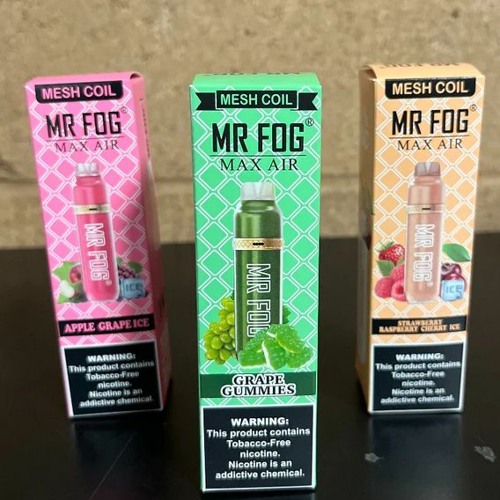 MESH COIL
MR FOG
MAX AIR
MR FOG
ICE
APPLE GRAPE ICE
WARNING:
This product contains
Tobacco-Free
nicotine.
Nicotine is an
addictive chemical.
MESH COIL
MR FOG®
MAX AIR
MR FOG
GRAPE
GUMMIES
WARNING:
This product contains
Tobacco-Free
nicotine.
Nicotine is an
addictive chemical.
MESH COIL
MR FOG®
MAX AIR
MR FOG
ICE
STRAWBERRY
RASPBERRY CHERRY ICE
WARNING:
This product contains
Tobacco-Free
nicotine.
Nicotine is an
addictive chemical.